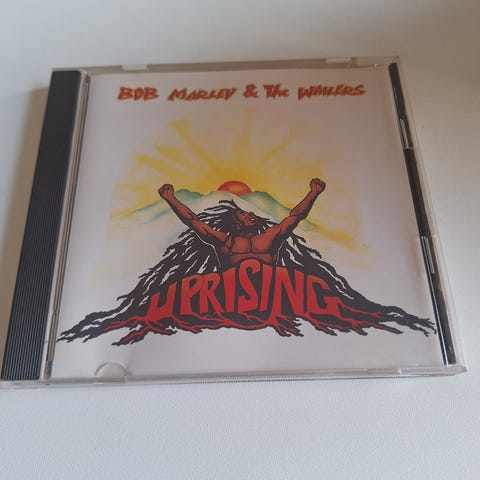 BOB MARLEY & THE WAILERS
UPRISING